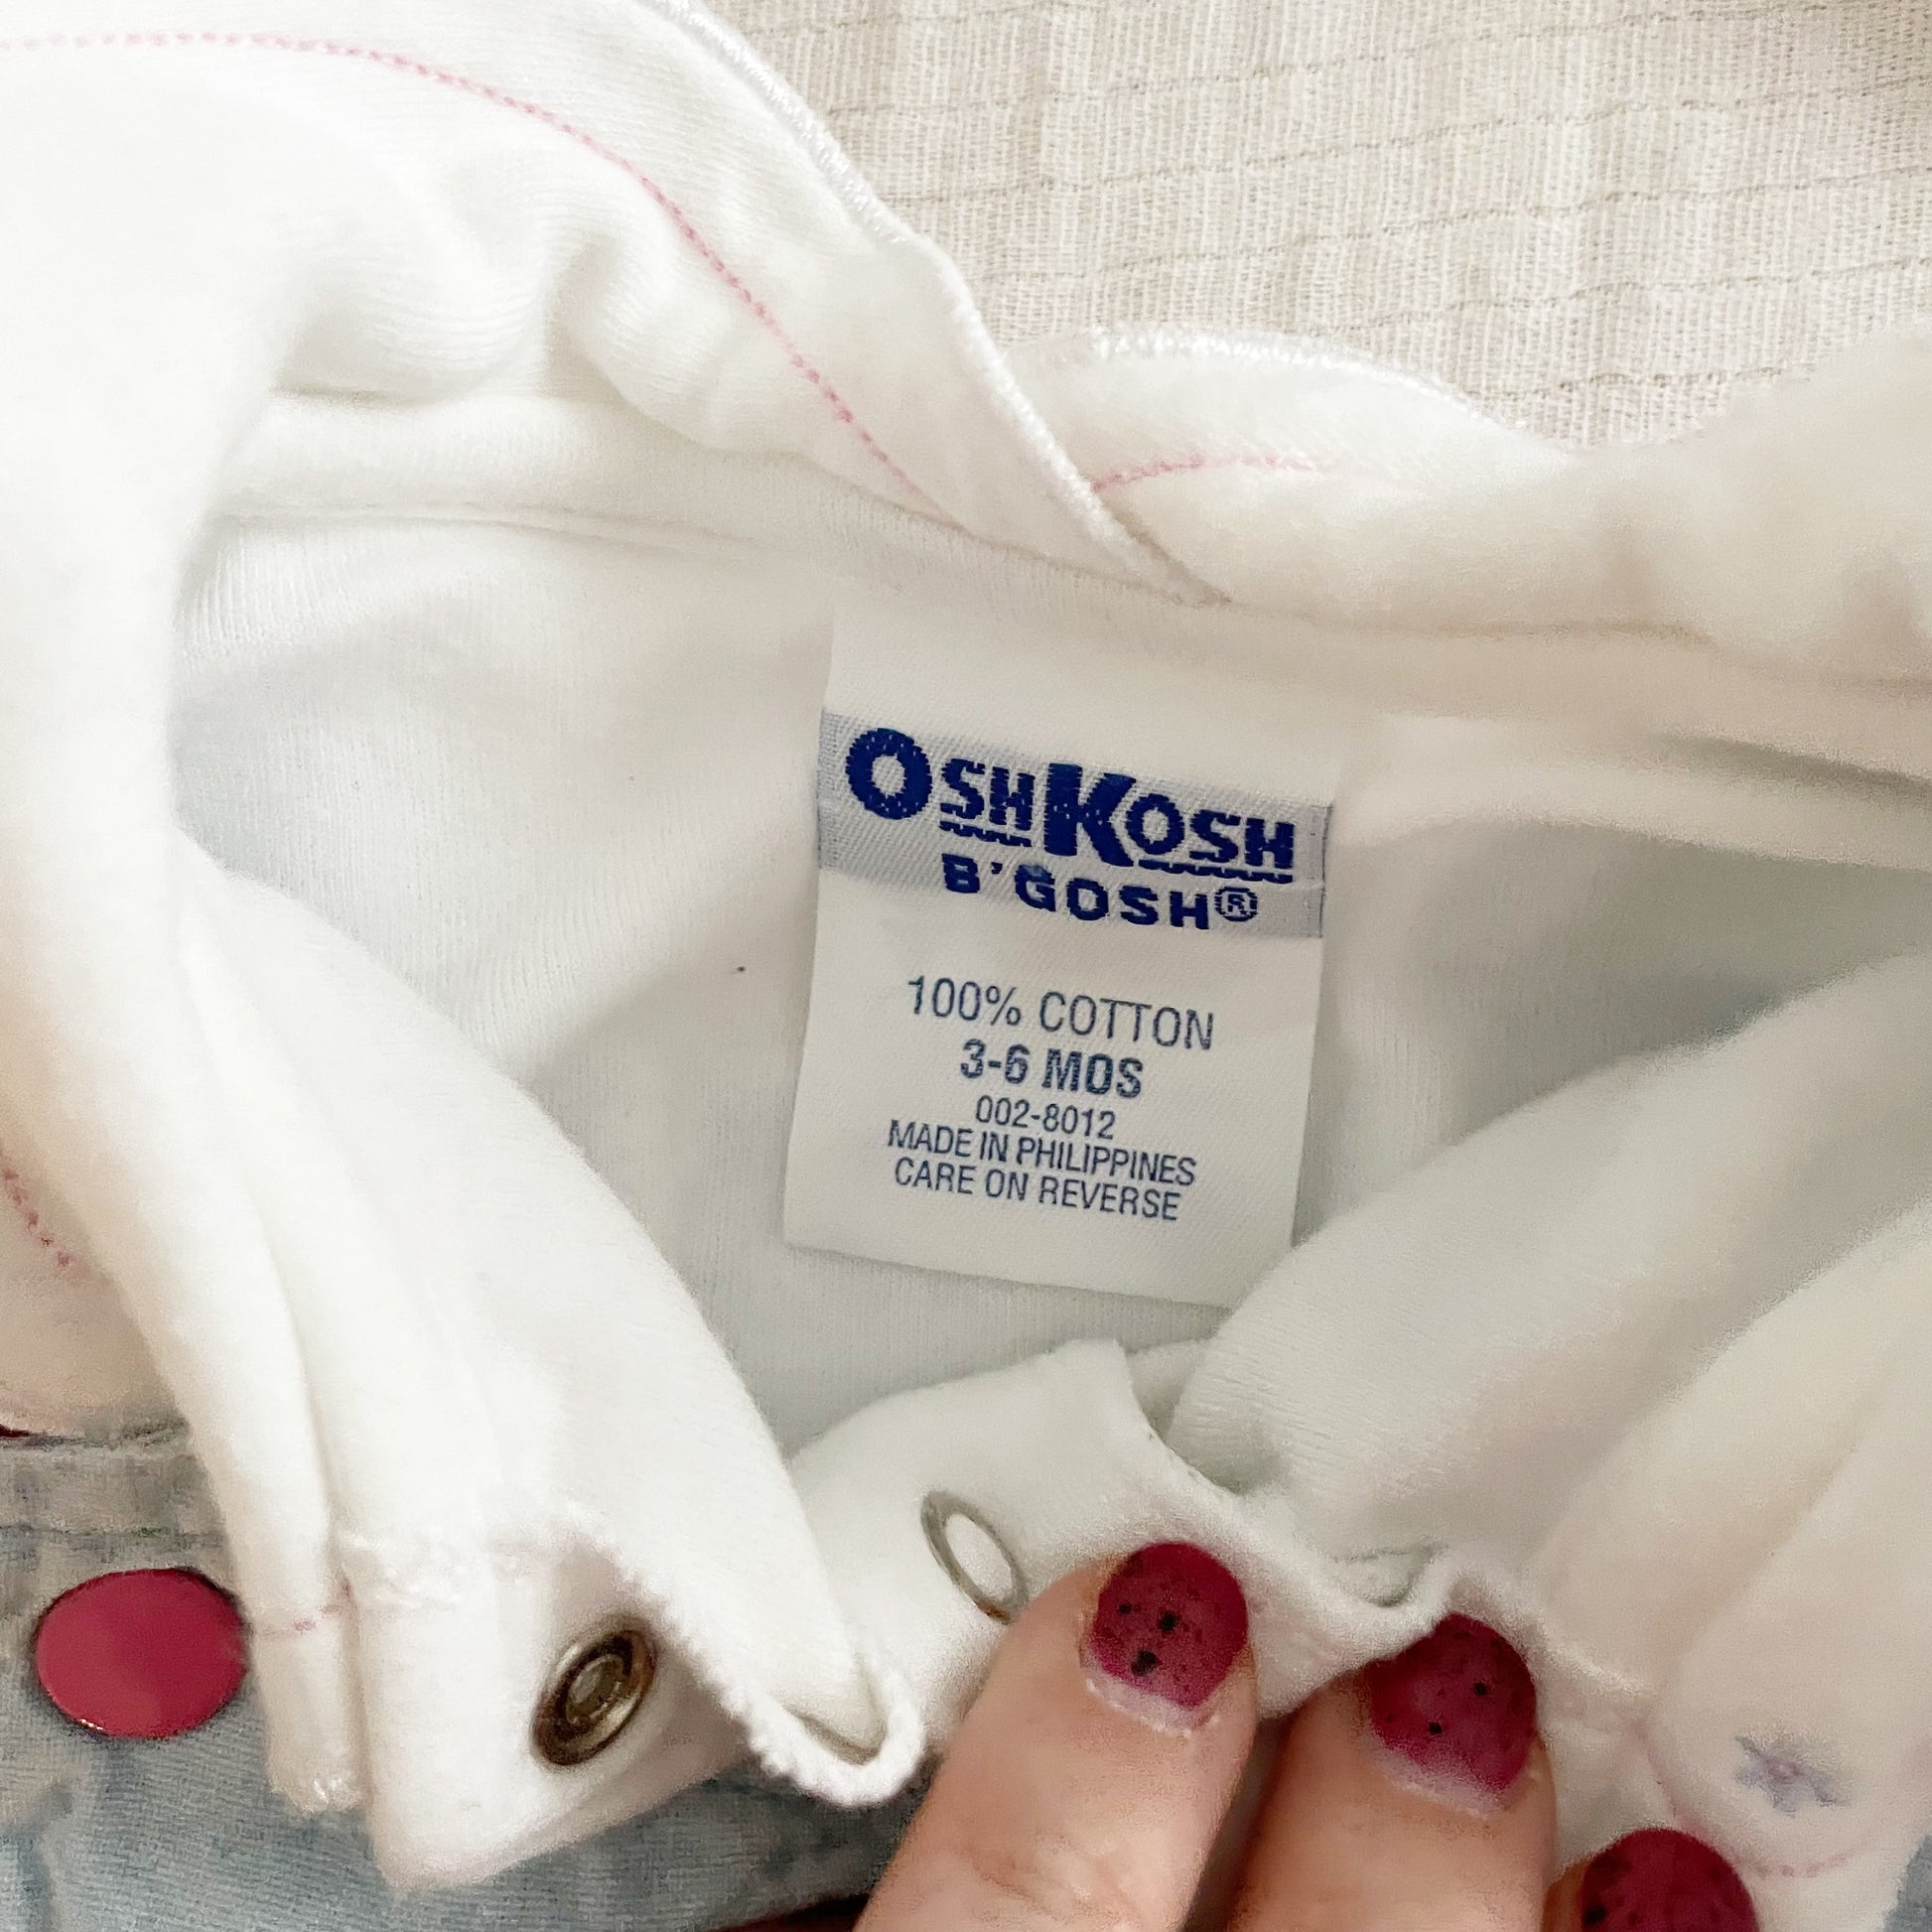 OSHKOSH
B'GOSH®
100% COTTON
3-6 MOS
002-8012
MADE IN PHILIPPINES
CARE ON REVERSE